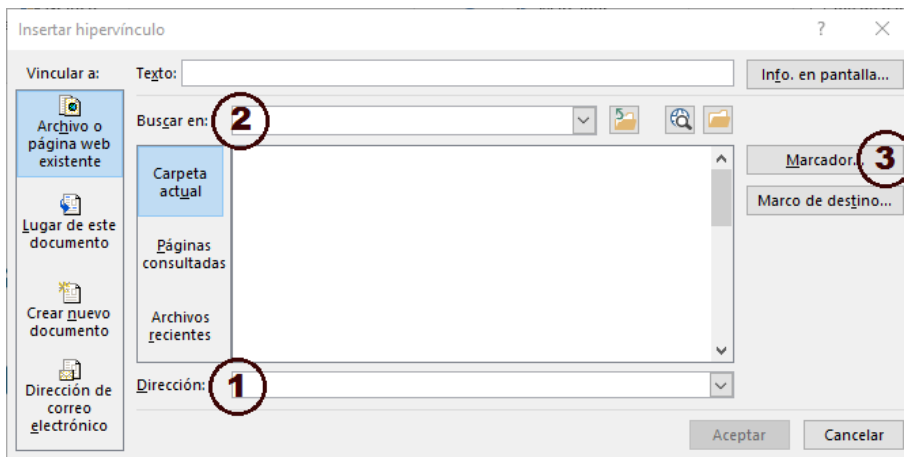 Insertar hipervínculo
?
Vincular a:
Texto:
Info. en pantalla...
Archivo o
página web
existente
Buscar en:
2
Carpeta
actual
Marcador...
3
Marco de destino...
Lugar de este
documento
Páginas
consultadas
Crear nuevo
documento
Archivos
recientes
Dirección:
1
Dirección de
correo
electrónico
Aceptar
Cancelar